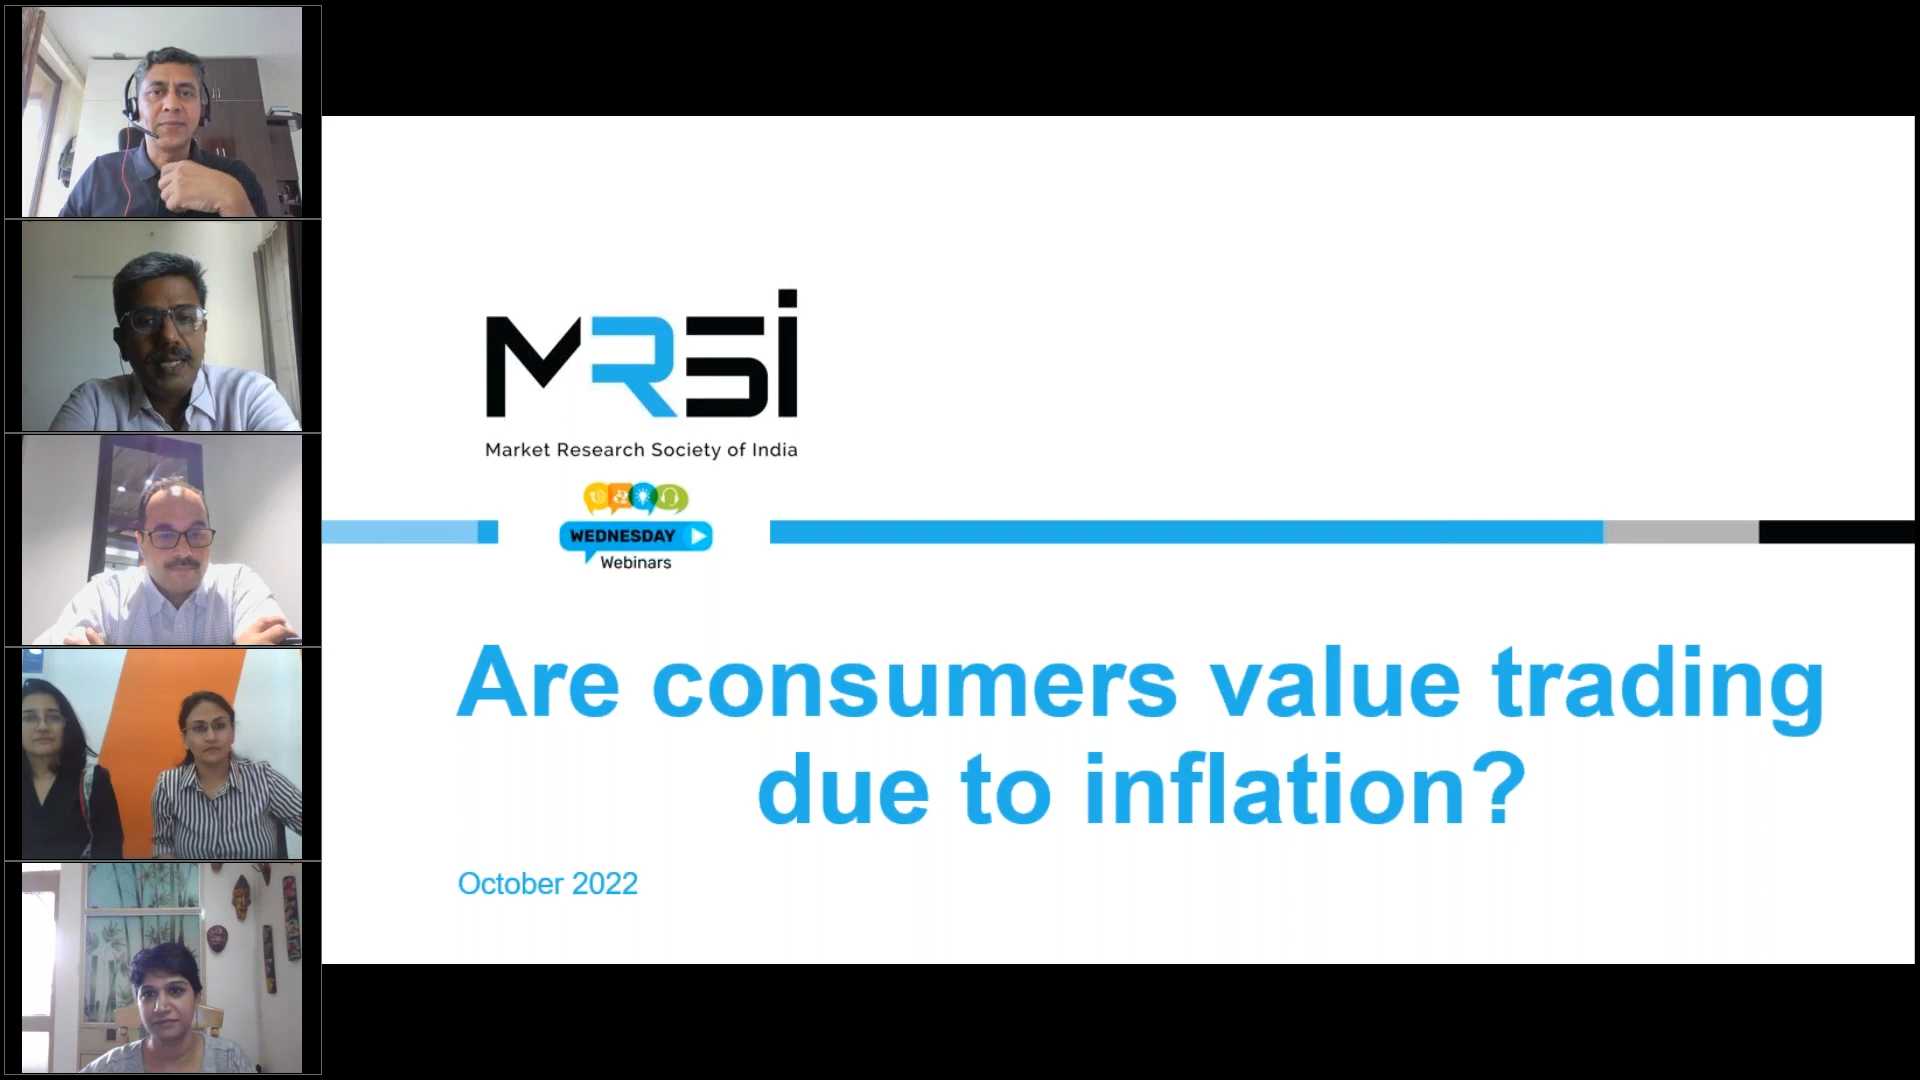 MRSI
Market Research Society of India
WEDNESDAY
Webinars
Are consumers value trading
due to inflation?
October 2022